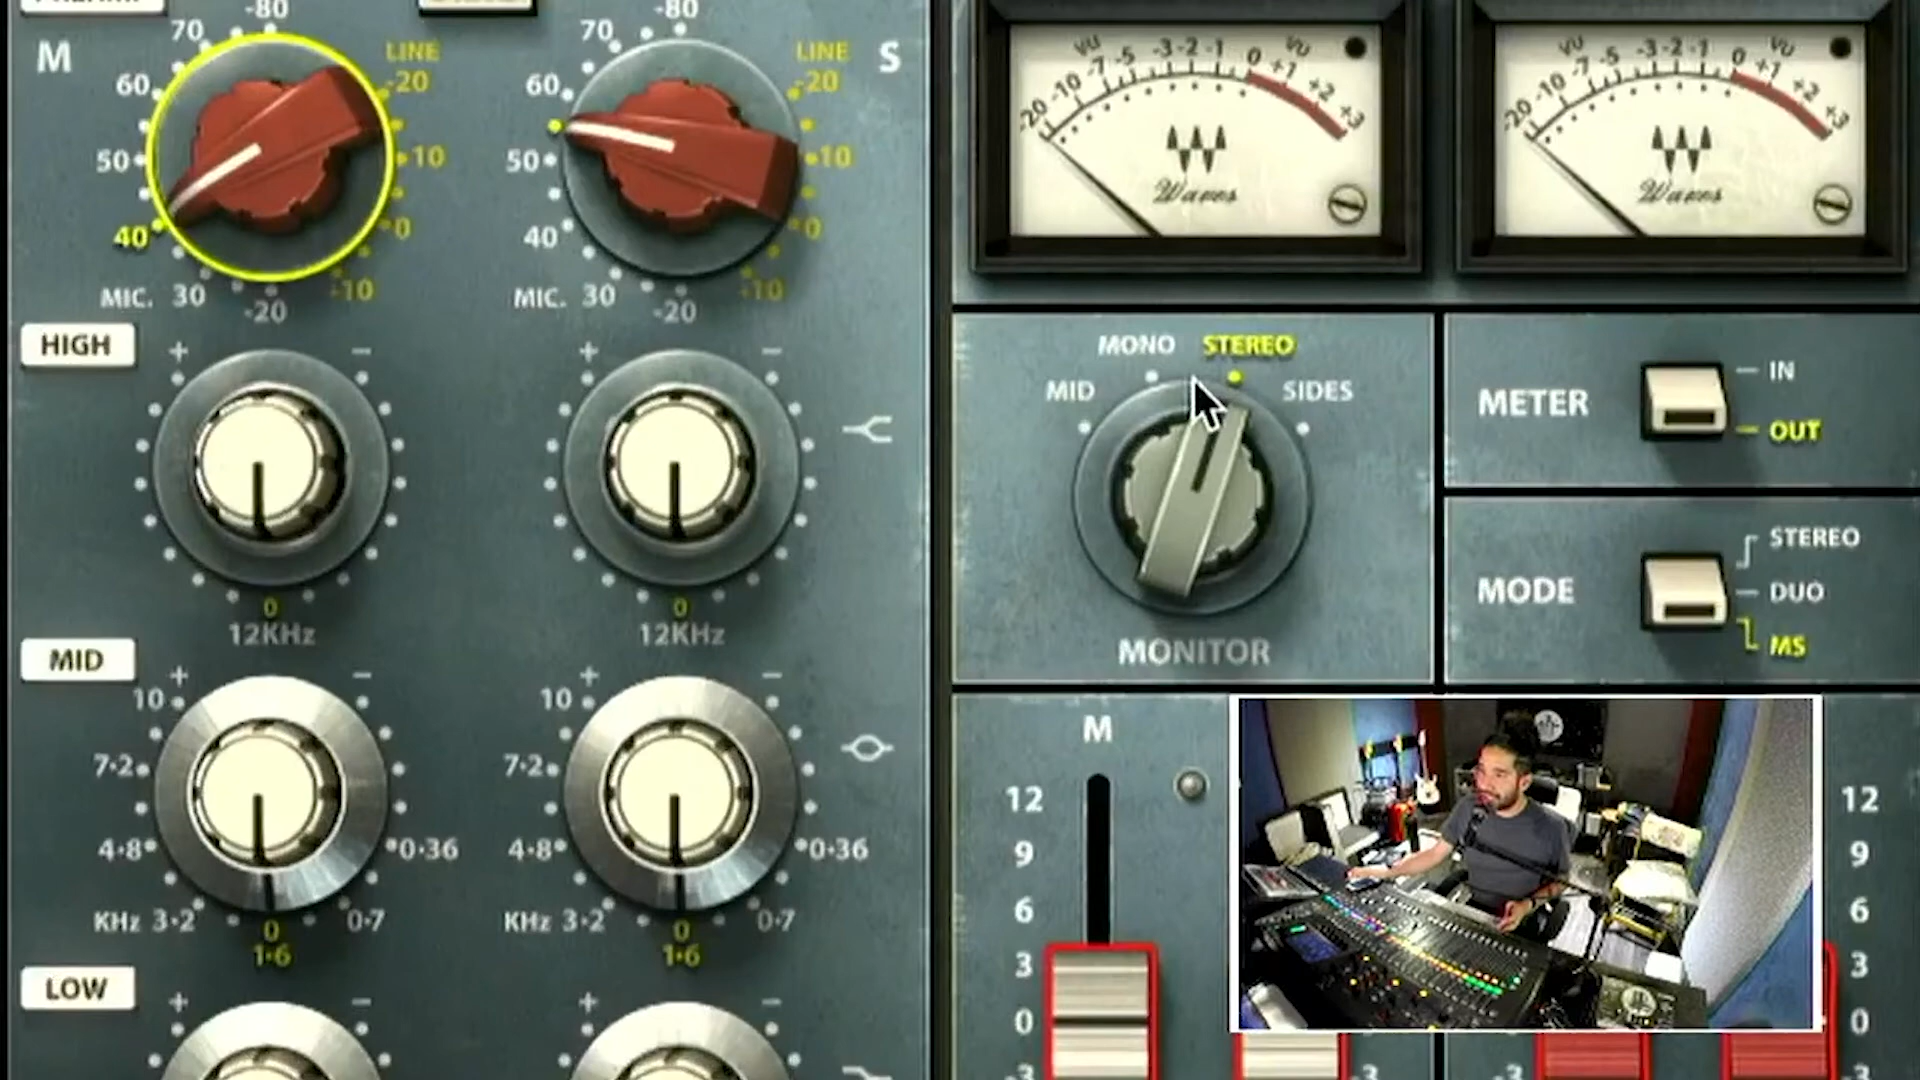 M
-80
70
60
50
40
MIC. 30
-20
LINE
-20
-10
0
-10
-80
70
60
50
40
MIC. 30
-20
LINE
-20
-10
0
-10
S
HIGH
+ −
0
12KHz
+ −
0
12KHz
MID
+ −
10
7·2
4·8
KHz 3·2
0
1·6
0·7
0·36
+ −
10
7·2
4·8
KHz 3·2
0
1·6
0·7
0·36
LOW
+ −
+ −
VU VU
-20 -10 -7 -5 -3 -2 -1 0 +1 +2 +3
Waves
VU VU
-20 -10 -7 -5 -3 -2 -1 0 +1 +2 +3
Waves
MID MONO STEREO SIDES
MONITOR
METER
IN
OUT
MODE
STEREO
DUO
MS
M
12
9
6
3
0
-3
-3
-3
12
9
6
3
0
-3